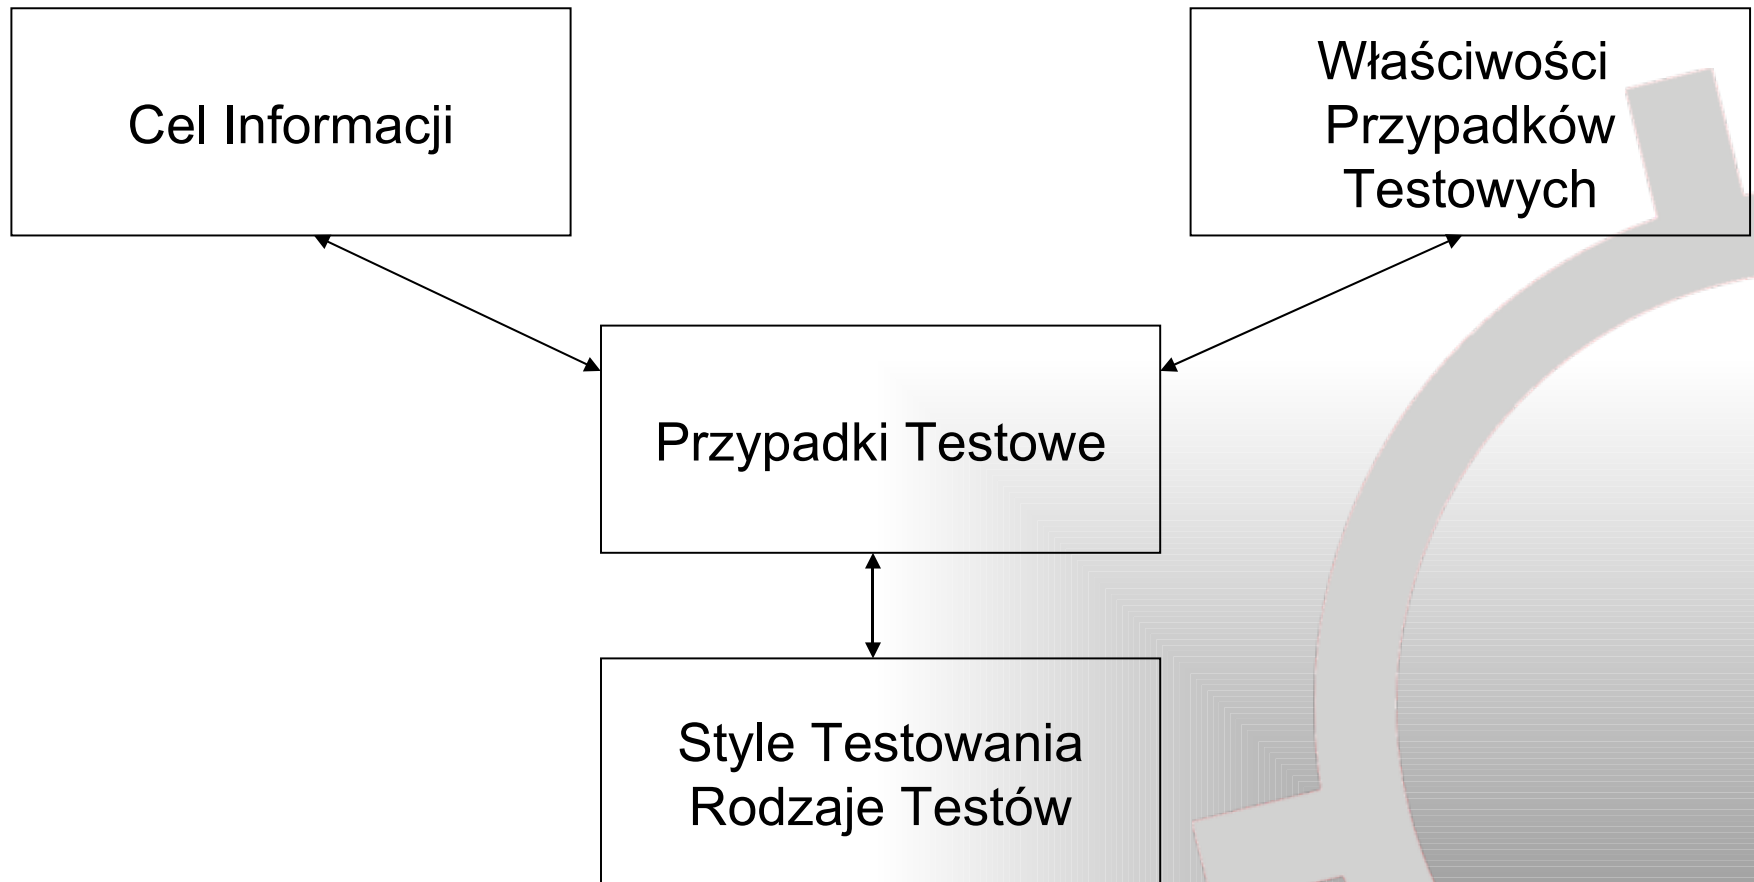 Cel Informacji
Właściwości
Przypadków
Testowych
Przypadki Testowe
Style Testowania
Rodzaje Testów